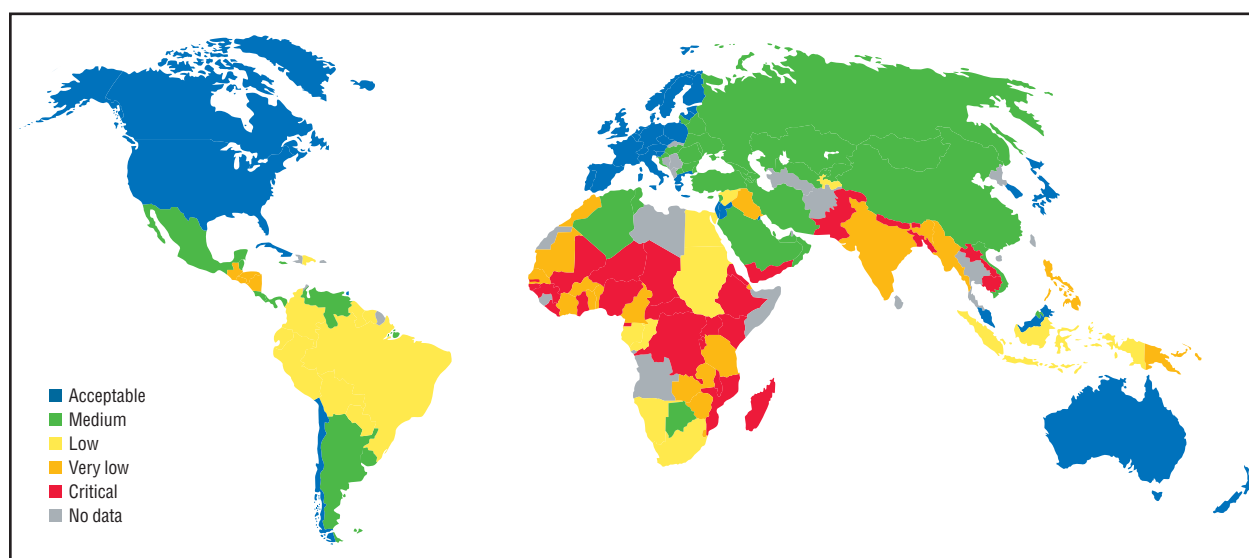 Acceptable
Medium
Low
Very low
Critical
No data